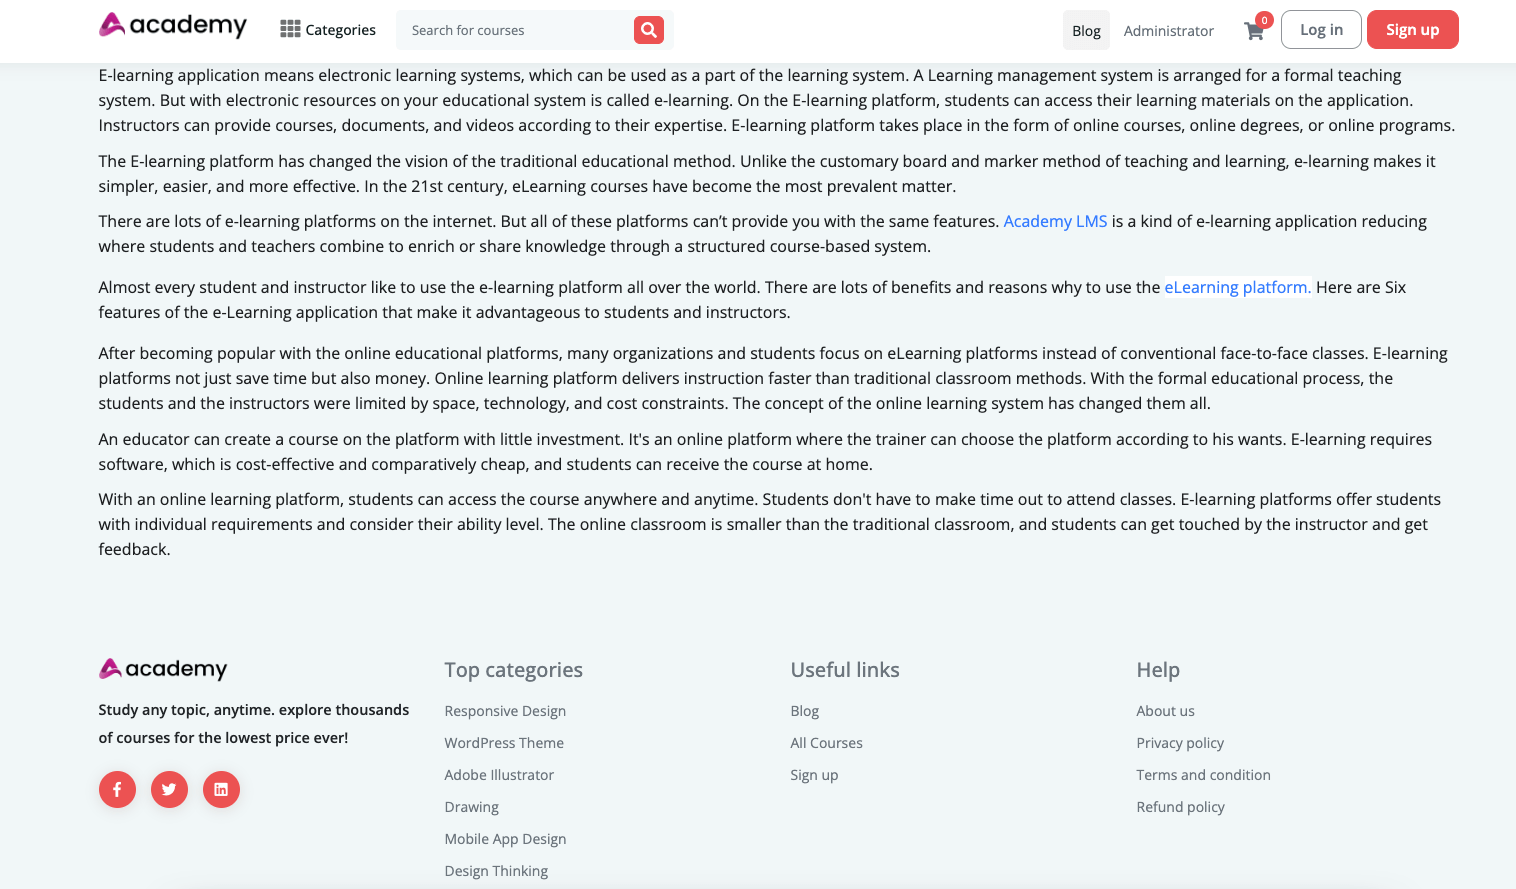 academy
Categories
Search for courses
Blog
Administrator
0
Log in
Sign up
E-learning application means electronic learning systems, which can be used as a part of the learning system. A Learning management system is arranged for a formal teaching
system. But with electronic resources on your educational system is called e-learning. On the E-learning platform, students can access their learning materials on the application.
Instructors can provide courses, documents, and videos according to their expertise. E-learning platform takes place in the form of online courses, online degrees, or online programs.
The E-learning platform has changed the vision of the traditional educational method. Unlike the customary board and marker method of teaching and learning, e-learning makes it
simpler, easier, and more effective. In the 21st century, eLearning courses have become the most prevalent matter.
There are lots of e-learning platforms on the internet. But all of these platforms can’t provide you with the same features. Academy LMS is a kind of e-learning application reducing
where students and teachers combine to enrich or share knowledge through a structured course-based system.
Almost every student and instructor like to use the e-learning platform all over the world. There are lots of benefits and reasons why to use the eLearning platform. Here are Six
features of the e-Learning application that make it advantageous to students and instructors.
After becoming popular with the online educational platforms, many organizations and students focus on eLearning platforms instead of conventional face-to-face classes. E-learning
platforms not just save time but also money. Online learning platform delivers instruction faster than traditional classroom methods. With the formal educational process, the
students and the instructors were limited by space, technology, and cost constraints. The concept of the online learning system has changed them all.
An educator can create a course on the platform with little investment. It's an online platform where the trainer can choose the platform according to his wants. E-learning requires
software, which is cost-effective and comparatively cheap, and students can receive the course at home.
With an online learning platform, students can access the course anywhere and anytime. Students don't have to make time out to attend classes. E-learning platforms offer students
with individual requirements and consider their ability level. The online classroom is smaller than the traditional classroom, and students can get touched by the instructor and get
feedback.
academy
Study any topic, anytime. explore thousands
of courses for the lowest price ever!
Top categories
Responsive Design
WordPress Theme
Adobe Illustrator
Drawing
Mobile App Design
Design Thinking
Useful links
Blog
All Courses
Sign up
Help
About us
Privacy policy
Terms and condition
Refund policy